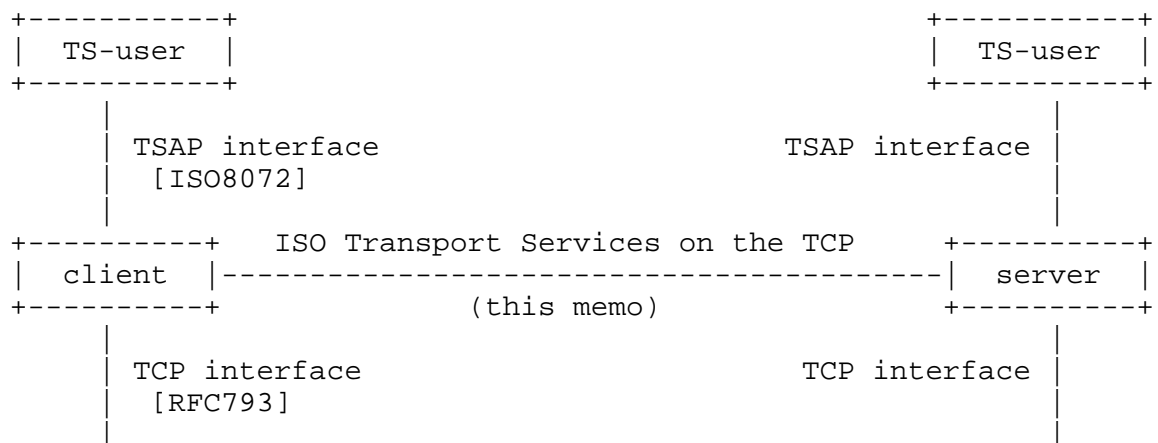 TS-user TS-user
TSAP interface TSAP interface
[ISO8072]
ISO Transport Services on the TCP
client server
(this memo)
TCP interface TCP interface
[RFC793]